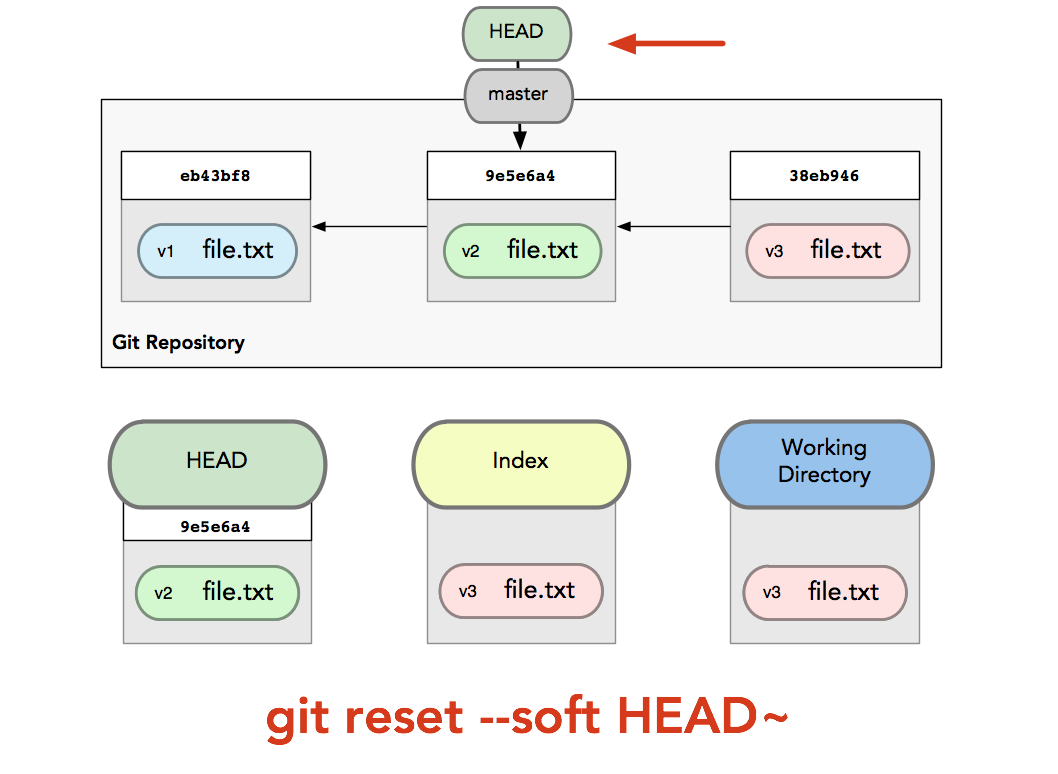 HEAD
master
eb43bf8
9e5e6a4
38eb946
v1 file.txt
v2 file.txt
v3 file.txt
Git Repository
HEAD
Index
Working
Directory
9e5e6a4
v2 file.txt
v3 file.txt
v3 file.txt
git reset --soft HEAD~